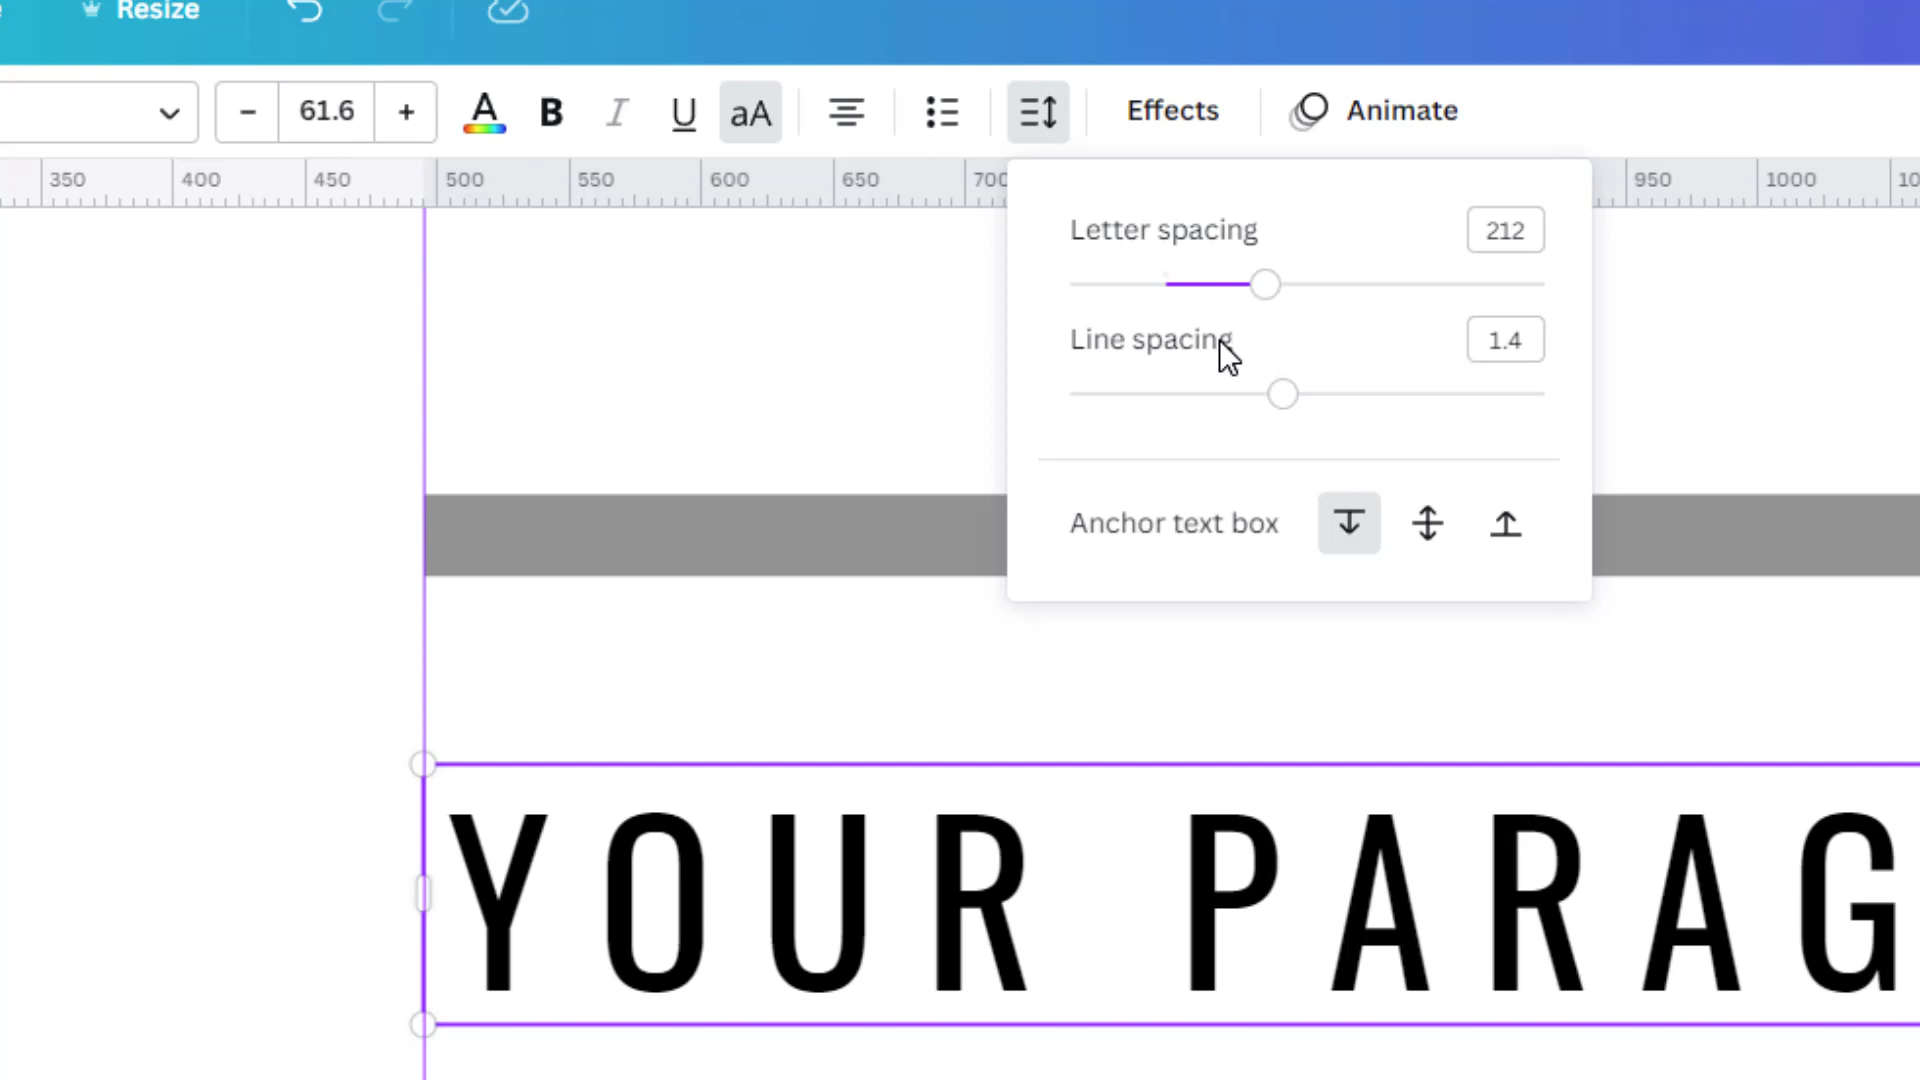 Resize
− 61.6 + A B I U aA Effects Animate
350 400 450 500 550 600 650 700 950 1000
Letter spacing 212
Line spacing 1.4
Anchor text box
YOUR PARAG